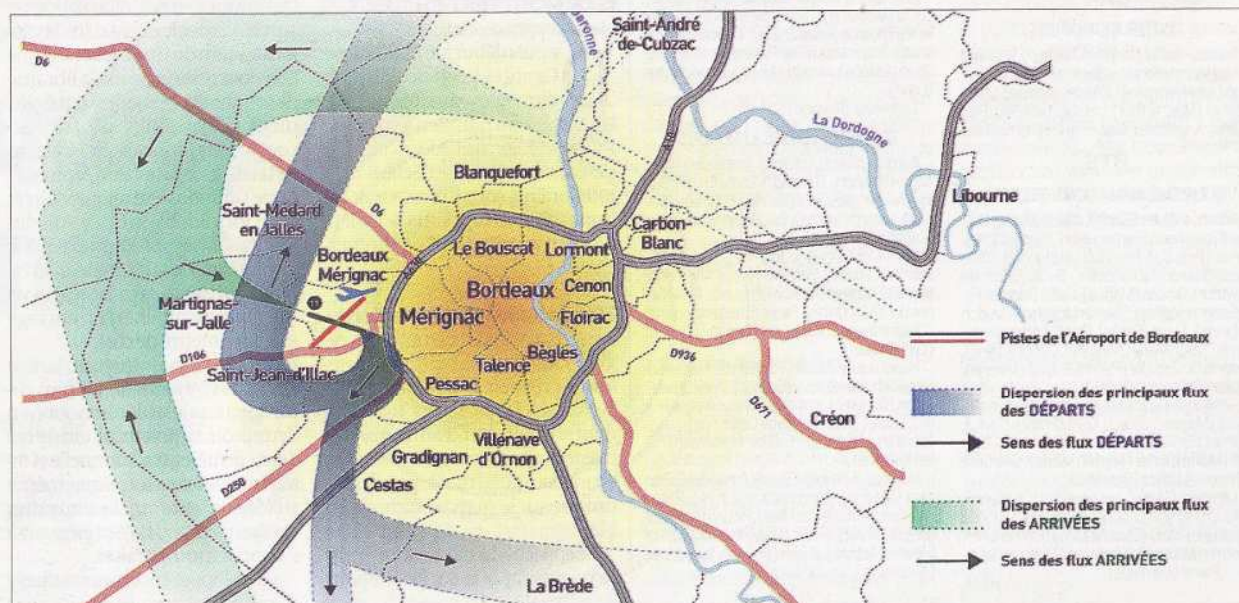 Saint-André
de-Cubzac
aronne
D6
La Dordogne
Blanquefort
Libourne
Saint-Médard
en Jalles
D6
Carbon-
Blanc
Le Bouscat
Lormont
Bordeaux
Mérignac
Bordeaux
Cenon
11
Martignas-
sur-Jalle
Mérignac
Floirac
Pistes de l'Aéroport de Bordeaux
D106
Bègles
D936
Saint-Jean-d'Illac
Talence
Pessac
Dispersion des principaux flux
des DÉPARTS
D671
Créon
Villenave
d'Ornon
Sens des flux DÉPARTS
Gradignan
D250
Cestas
Dispersion des principaux flux
des ARRIVÉES
Sens des flux ARRIVÉES
La Brède